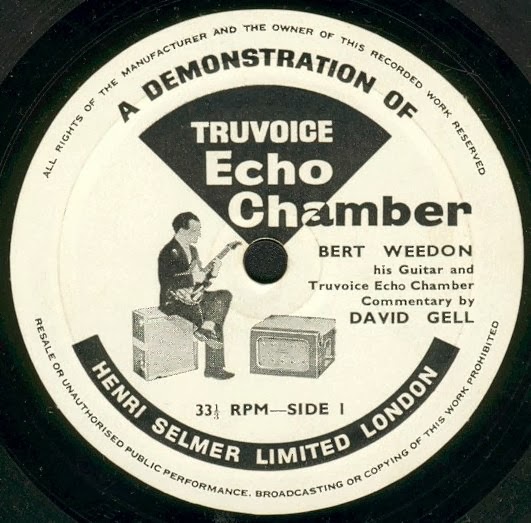 ALL RIGHTS OF THE MANUFACTURER AND THE OWNER OF THIS RECORDED WORK RESERVED
A DEMONSTRATION OF
TRUVOICE
Echo
Chamber
BERT WEEDON
his Guitar and
Truvoice Echo Chamber
Commentary by
DAVID GELL
33⅓ RPM—SIDE 1
HENRI SELMER LIMITED LONDON
RESALE OR UNAUTHORISED PUBLIC PERFORMANCE, BROADCASTING OR COPYING OF THIS WORK PROHIBITED